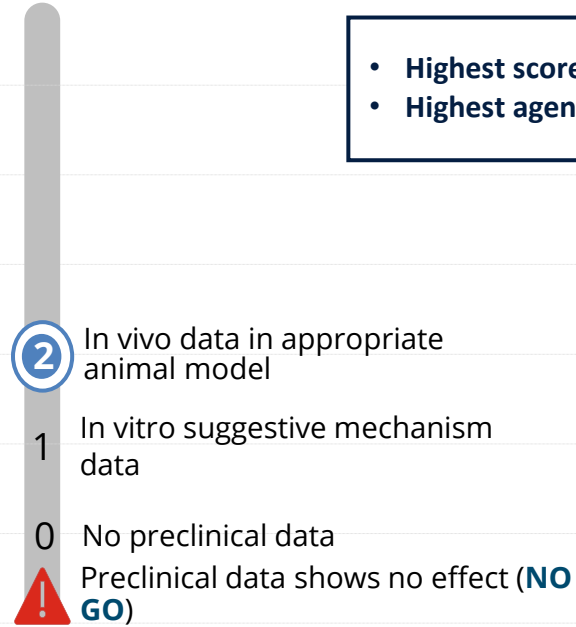 • Highest score
• Highest agen
2 In vivo data in appropriate
animal model
1 In vitro suggestive mechanism
data
0 No preclinical data
! Preclinical data shows no effect (NO
GO)